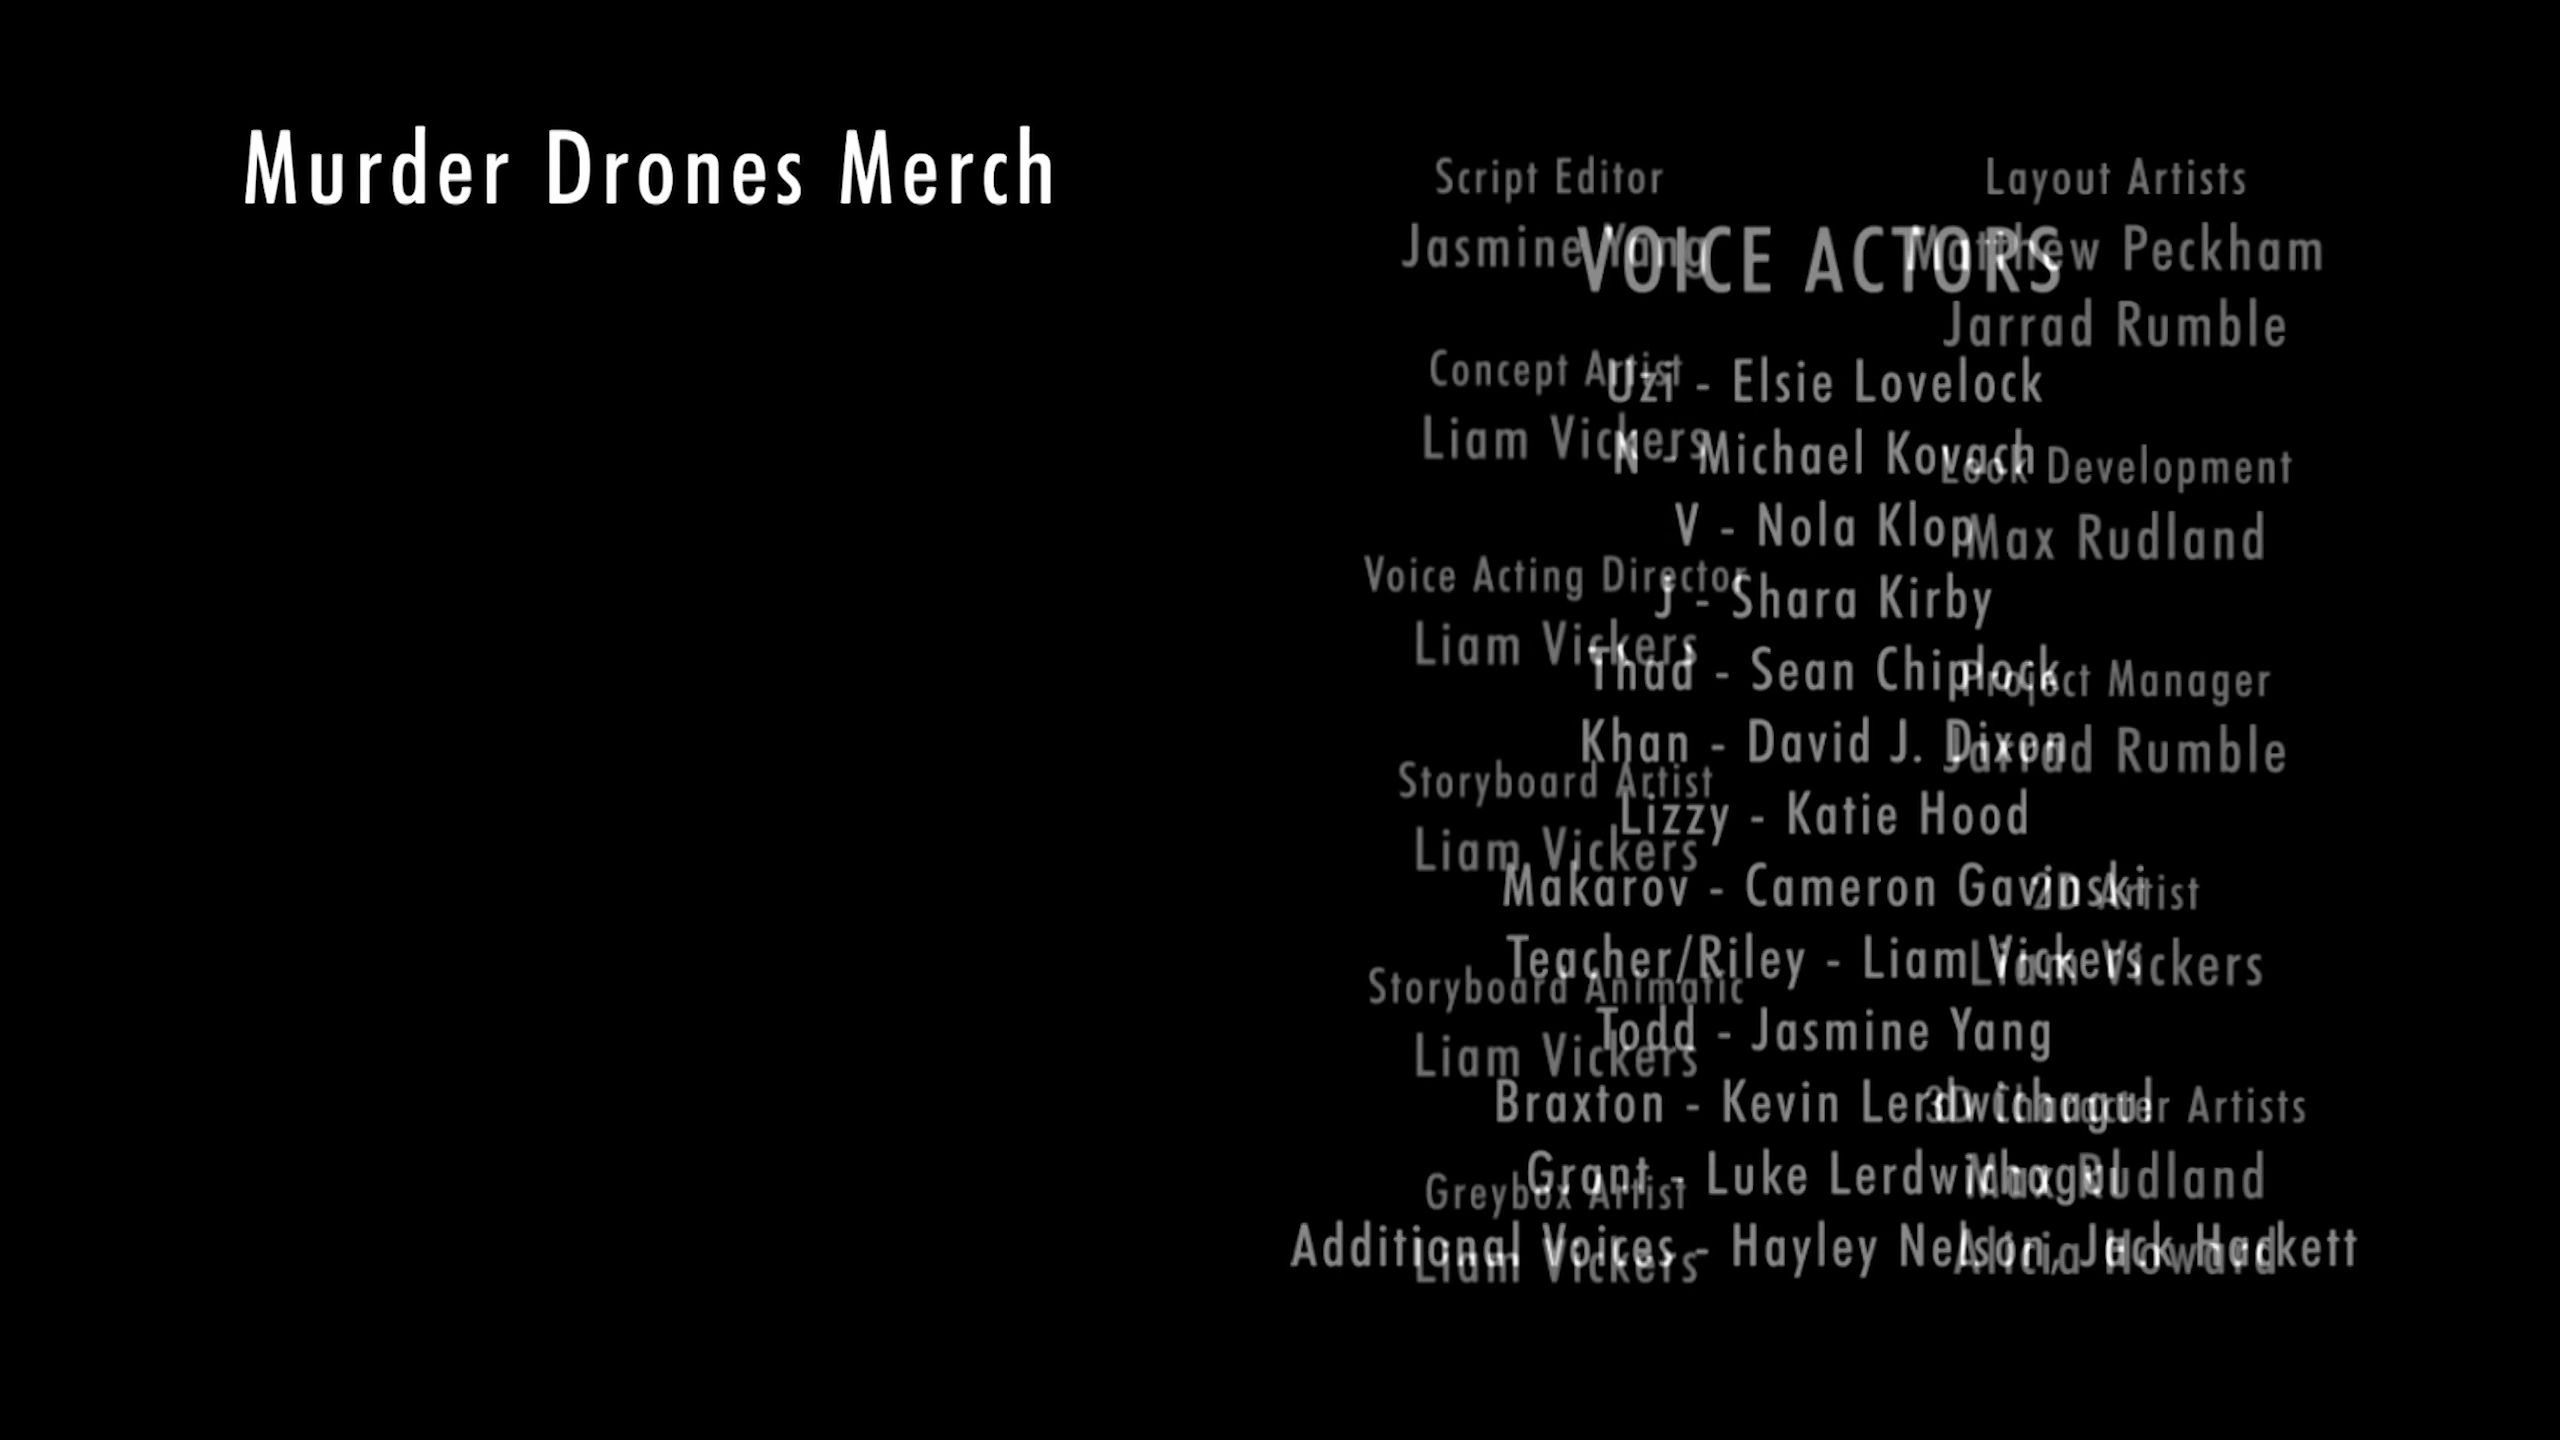 Murder Drones Merch
VOICE ACTORS
Uzi - Elsie Lovelock
N - Michael Kovach
V - Nola Klop
J - Shara Kirby
Thad - Sean Chiplock
Khan - David J. Dixon
Lizzy - Katie Hood
Makarov - Cameron Gavinski
Teacher/Riley - Liam Vickers
Todd - Jasmine Yang
Braxton - Kevin Lerdwichagul
Grant - Luke Lerdwichagul
Additional Voices - Hayley Nelson, Jack Hackett
Script Editor
Jasmine Yang
Concept Artist
Liam Vickers
Voice Acting Director
Liam Vickers
Storyboard Artist
Liam Vickers
Storyboard Animatic
Liam Vickers
Greybox Artist
Liam Vickers
Layout Artists
Matthew Peckham
Jarrad Rumble
Look Development
Max Rudland
Project Manager
Jarrad Rumble
2D Artist
Liam Vickers
3D Character Artists
Max Rudland
Alicia Howard